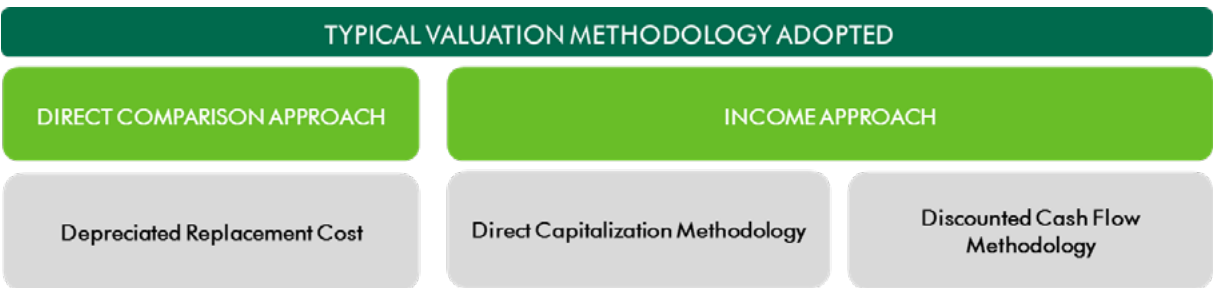 TYPICAL VALUATION METHODOLOGY ADOPTED
DIRECT COMPARISON APPROACH
INCOME APPROACH
Depreciated Replacement Cost
Direct Capitalization Methodology
Discounted Cash Flow
Methodology